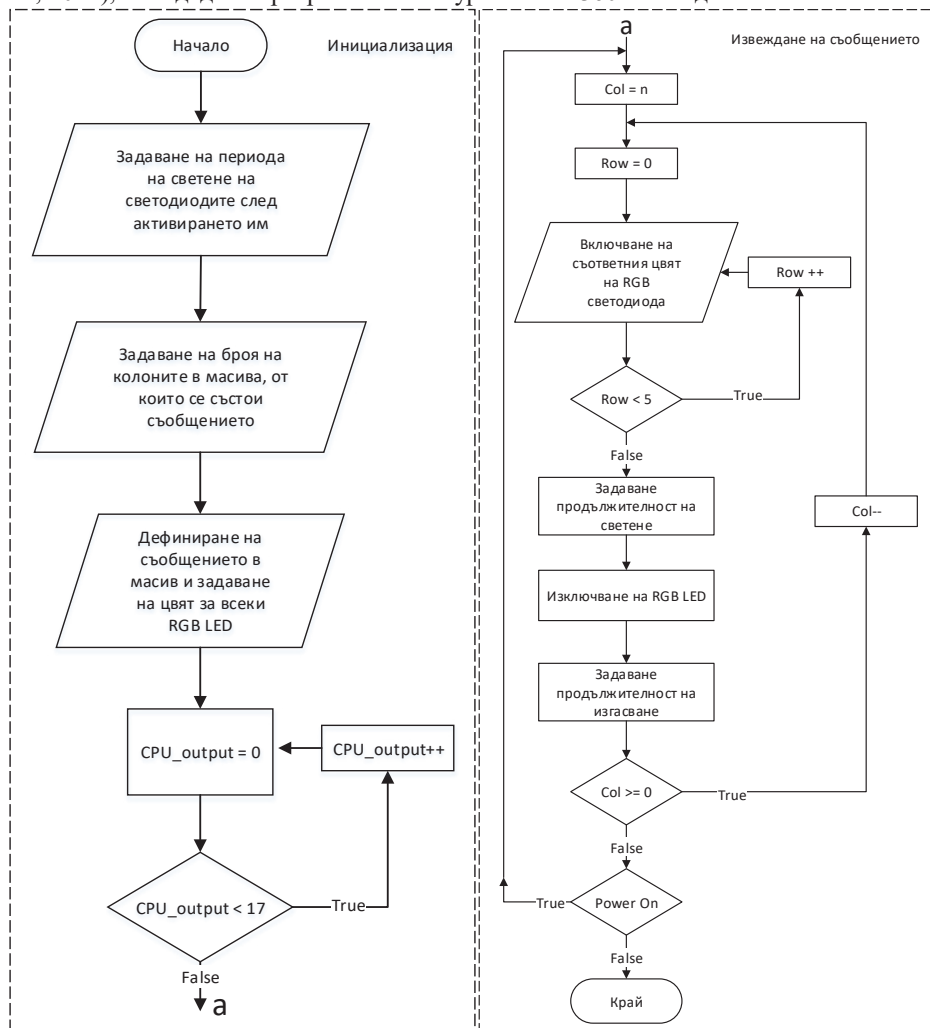 Начало
Инициализация
Задаване на периода
на светене на
светодиодите след
активирането им
Задаване на броя на
колоните в масива, от
които се състои
съобщението
Дефиниране на
съобщението в
масив и задаване
на цвят за всеки
RGB LED
CPU_output = 0
CPU_output++
CPU_output < 17
True
False
a
a
Извеждане на съобщението
Col = n
Row = 0
Включване на
съответния цвят
на RGB
светодиода
Row ++
Row < 5
True
False
Задаване
продължителност на
светене
Col--
Изключване на RGB LED
Задаване
продължителност на
изгасване
Col >= 0
True
False
Power On
True
False
Край